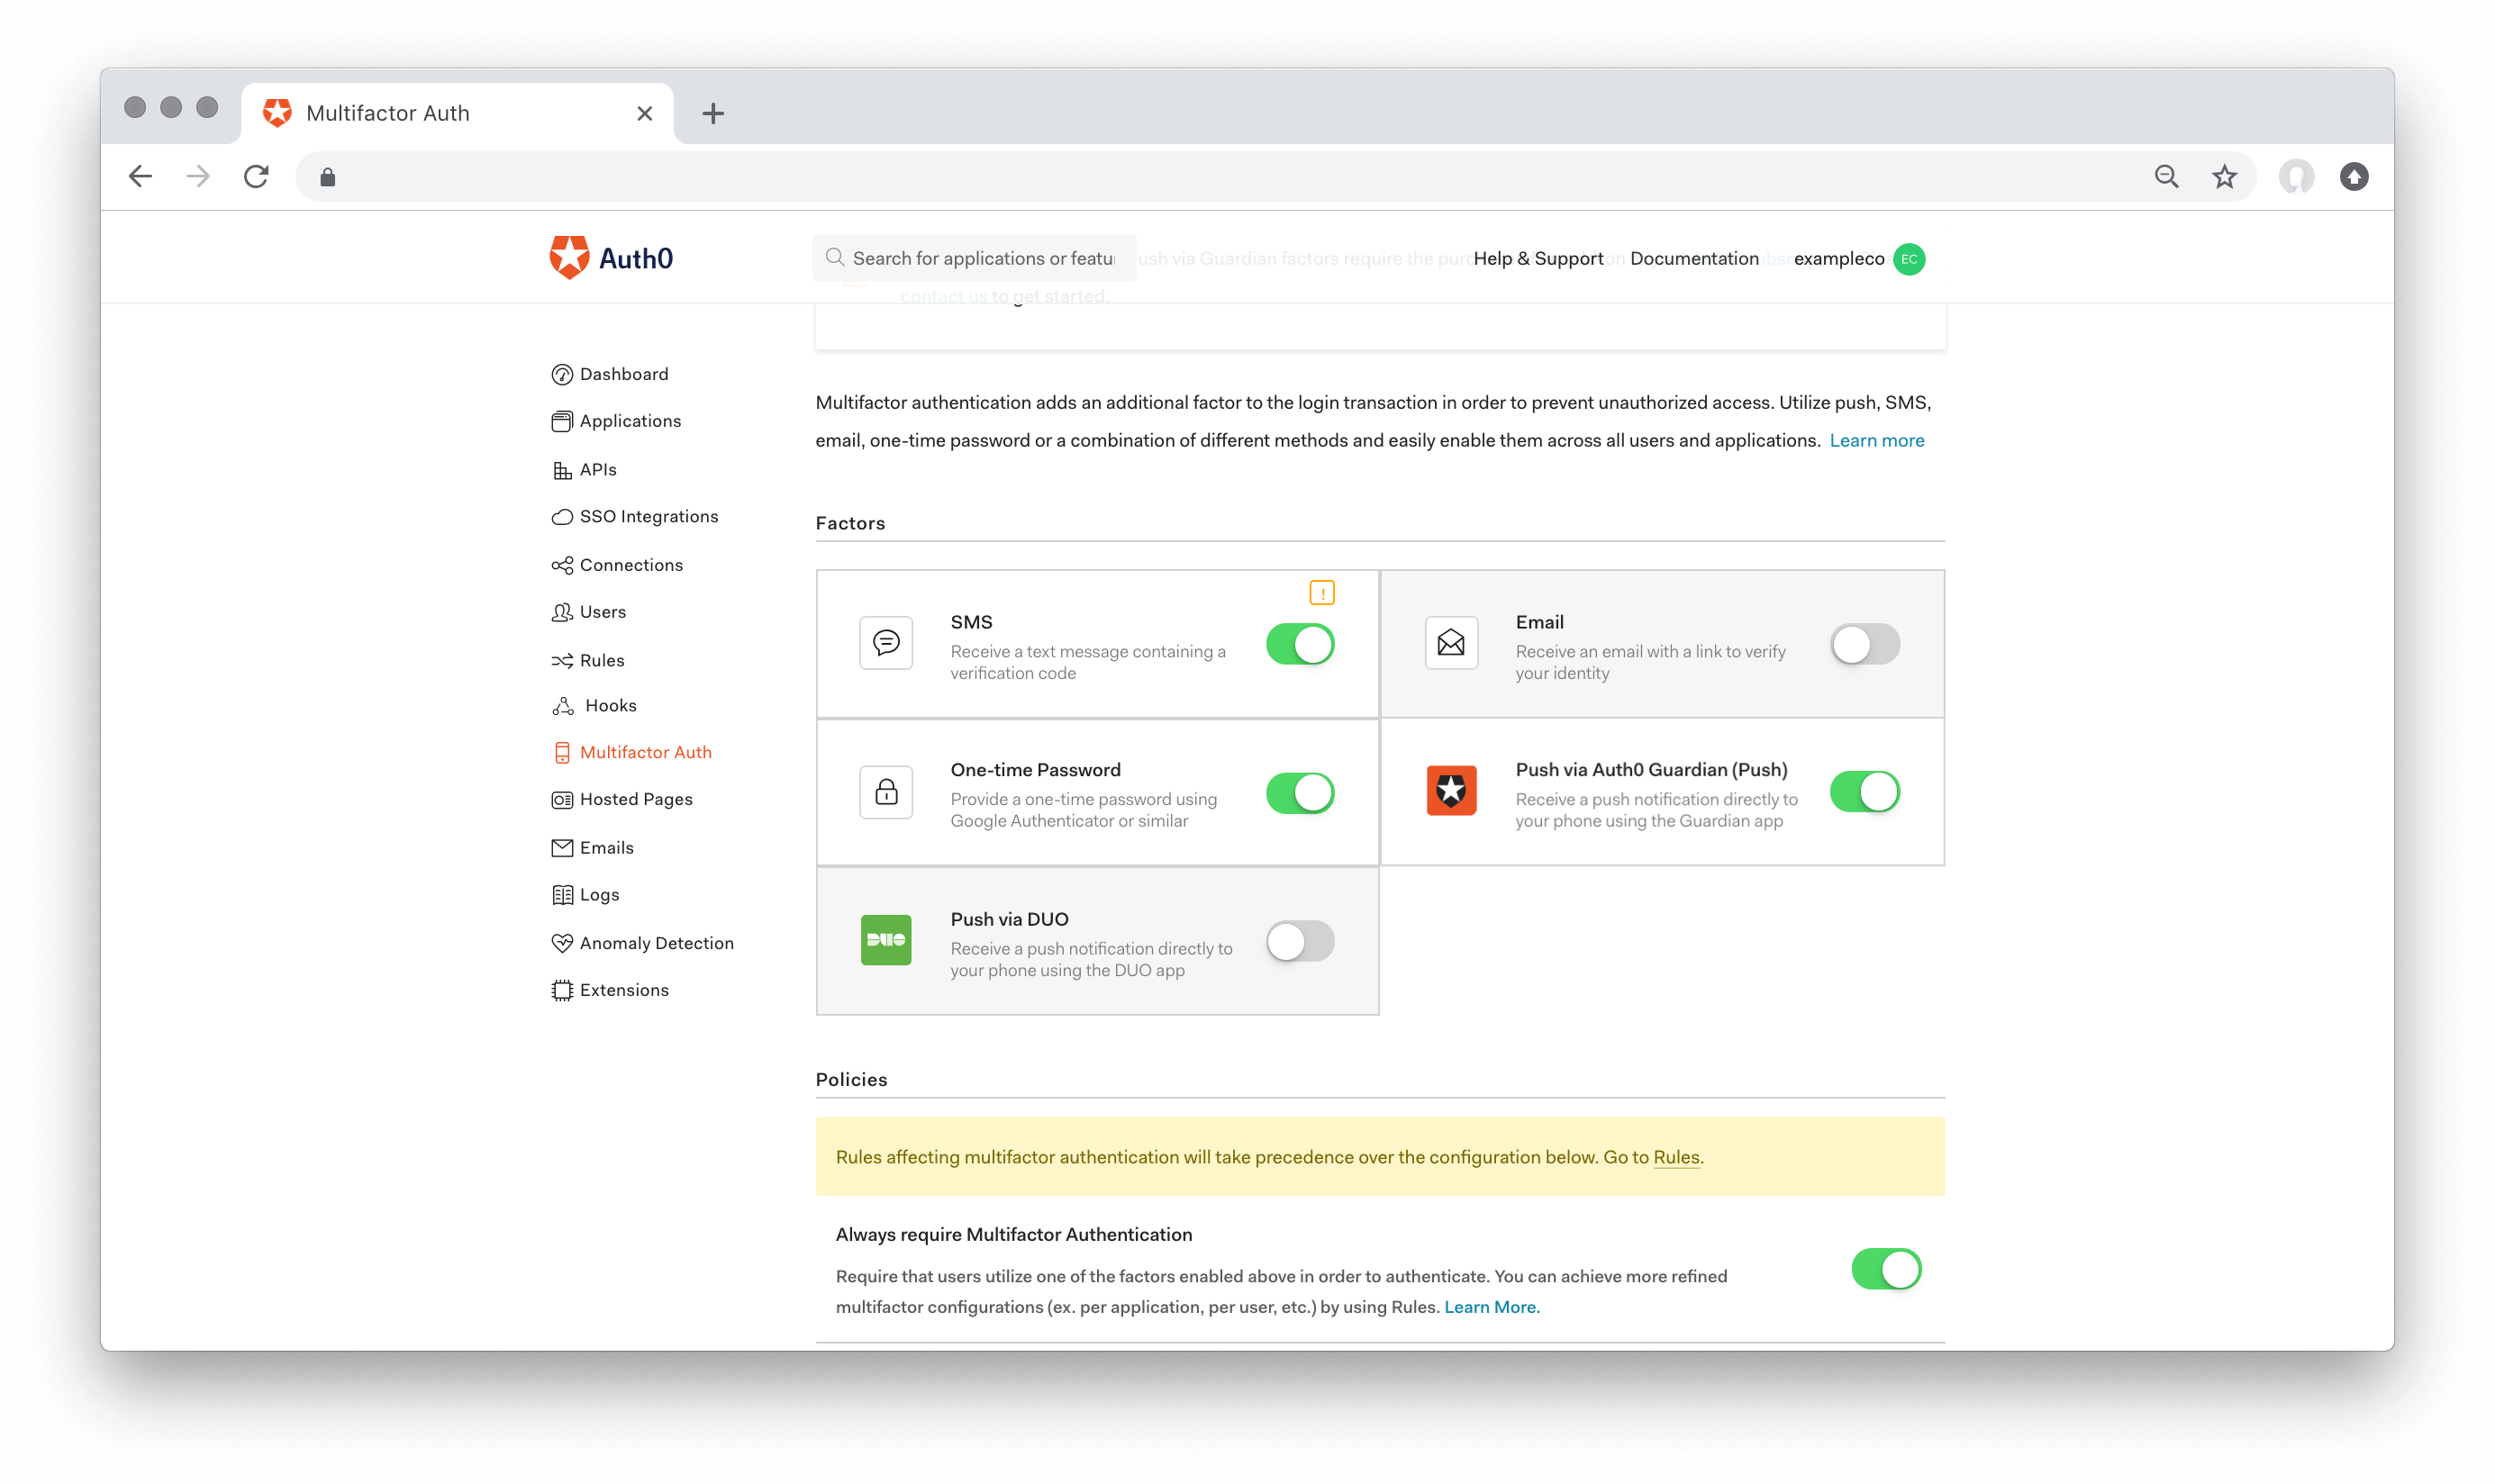 Multifactor Auth
Auth0
Search for applications or featu
ush via Guardian factors require the pur
Help & Support
Documentation
exampleco
EC
contact us to get started.
Dashboard
Applications
APIs
SSO Integrations
Connections
Users
Rules
Hooks
Multifactor Auth
Hosted Pages
Emails
Logs
Anomaly Detection
Extensions
Multifactor authentication adds an additional factor to the login transaction in order to prevent unauthorized access. Utilize push, SMS,
email, one-time password or a combination of different methods and easily enable them across all users and applications. Learn more
Factors
!
SMS
Receive a text message containing a
verification code
Email
Receive an email with a link to verify
your identity
One-time Password
Provide a one-time password using
Google Authenticator or similar
Push via Auth0 Guardian (Push)
Receive a push notification directly to
your phone using the Guardian app
DUO
Push via DUO
Receive a push notification directly to
your phone using the DUO app
Policies
Rules affecting multifactor authentication will take precedence over the configuration below. Go to Rules.
Always require Multifactor Authentication
Require that users utilize one of the factors enabled above in order to authenticate. You can achieve more refined
multifactor configurations (ex. per application, per user, etc.) by using Rules. Learn More.